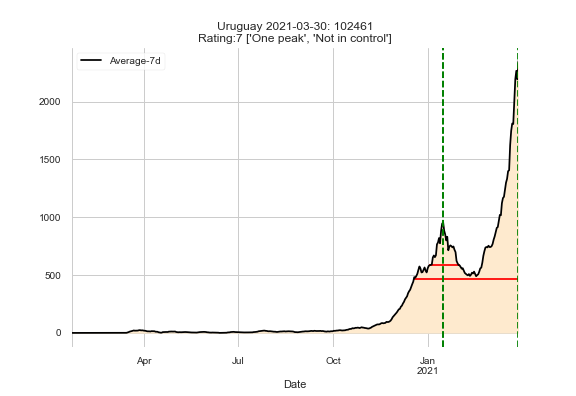 Uruguay 2021-03-30: 102461
Rating:7 ['One peak', 'Not in control']
Average-7d
2000
1500
1000
500
0
Apr
Jul
Oct
Jan
2021
Date